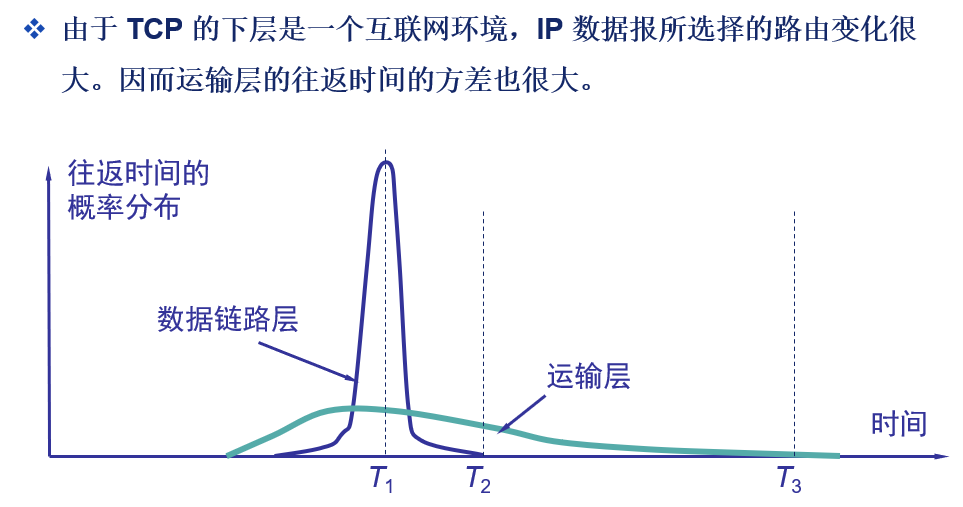 ❖ 由于 TCP 的下层是一个互联网环境，IP 数据报所选择的路由变化很
大。因而运输层的往返时间的方差也很大。
往返时间的
概率分布
数据链路层
运输层
时间
T1
T2
T3